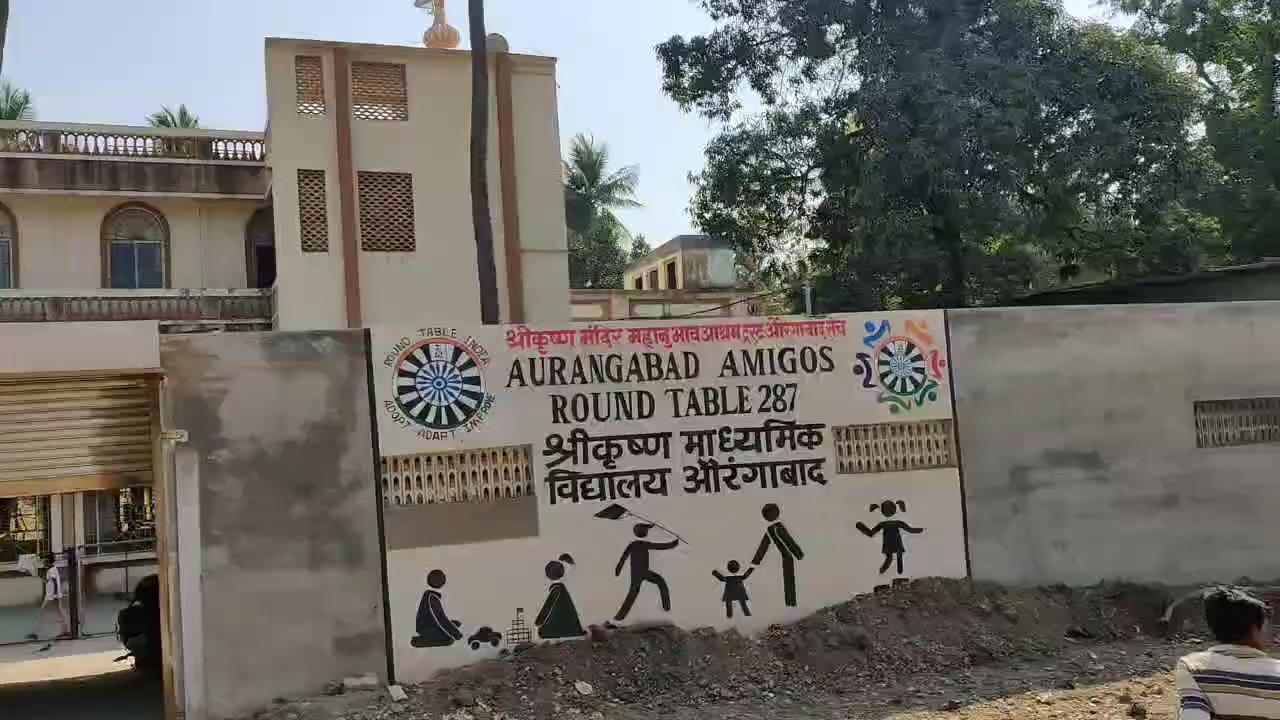 श्रीकृष्ण मंदिर महानुभाव आश्रम ट्रस्ट औरंगाबाद
AURANGABAD AMIGOS
ROUND TABLE 287
श्रीकृष्ण माध्यमिक
विद्यालय औरंगाबाद
ROUND TABLE INDIA
ADOPT ADAPT IMPROVE